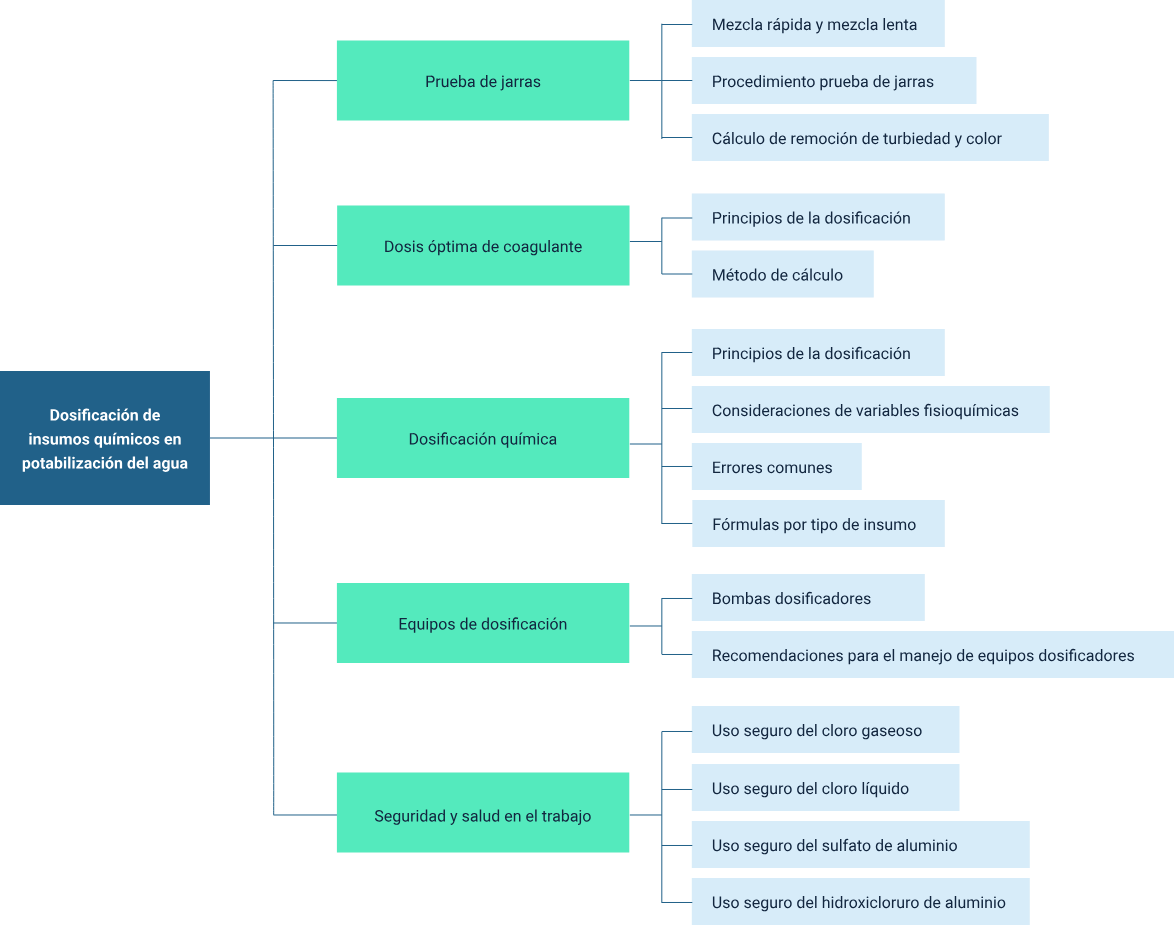 Dosificación de
insumos químicos en
potabilización del agua
Prueba de jarras
Mezcla rápida y mezcla lenta
Procedimiento prueba de jarras
Cálculo de remoción de turbiedad y color
Dosis óptima de coagulante
Principios de la dosificación
Método de cálculo
Dosificación química
Principios de la dosificación
Consideraciones de variables fisioquímicas
Errores comunes
Fórmulas por tipo de insumo
Equipos de dosificación
Bombas dosificadores
Recomendaciones para el manejo de equipos dosificadores
Seguridad y salud en el trabajo
Uso seguro del cloro gaseoso
Uso seguro del cloro líquido
Uso seguro del sulfato de aluminio
Uso seguro del hidroxicloruro de aluminio